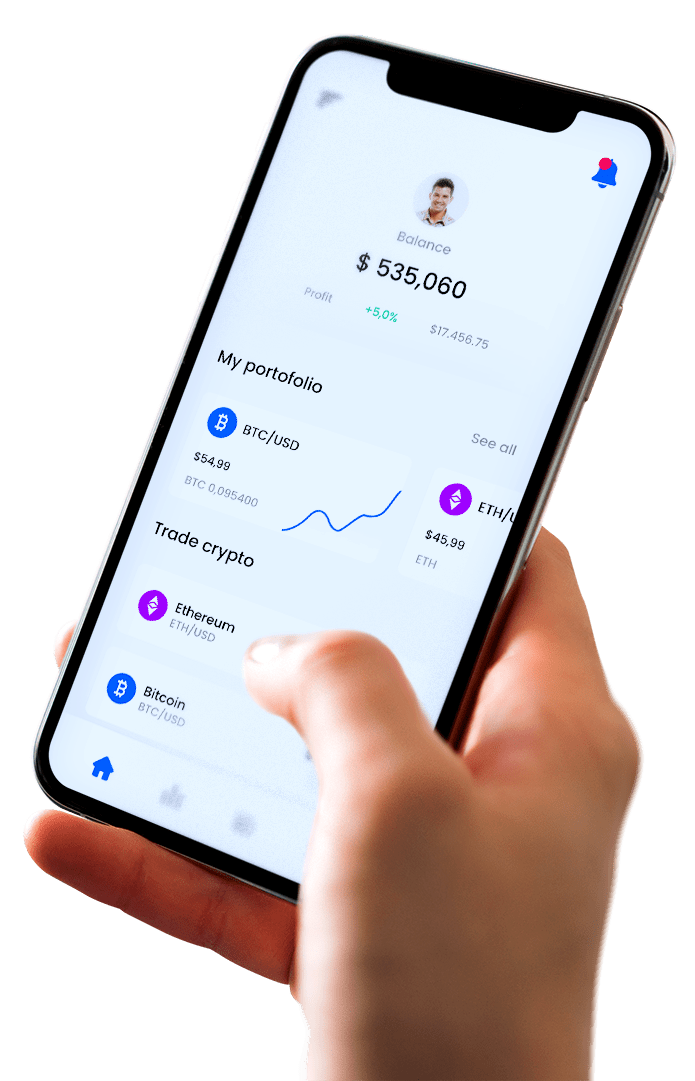 Balance
$ 535,060
Profit +5,0% $17.456.75
My portofolio
See all
BTC/USD
$54,99
BTC 0,095400
ETH/U
$45,99
ETH
Trade crypto
Ethereum
ETH/USD
Bitcoin
BTC/USD